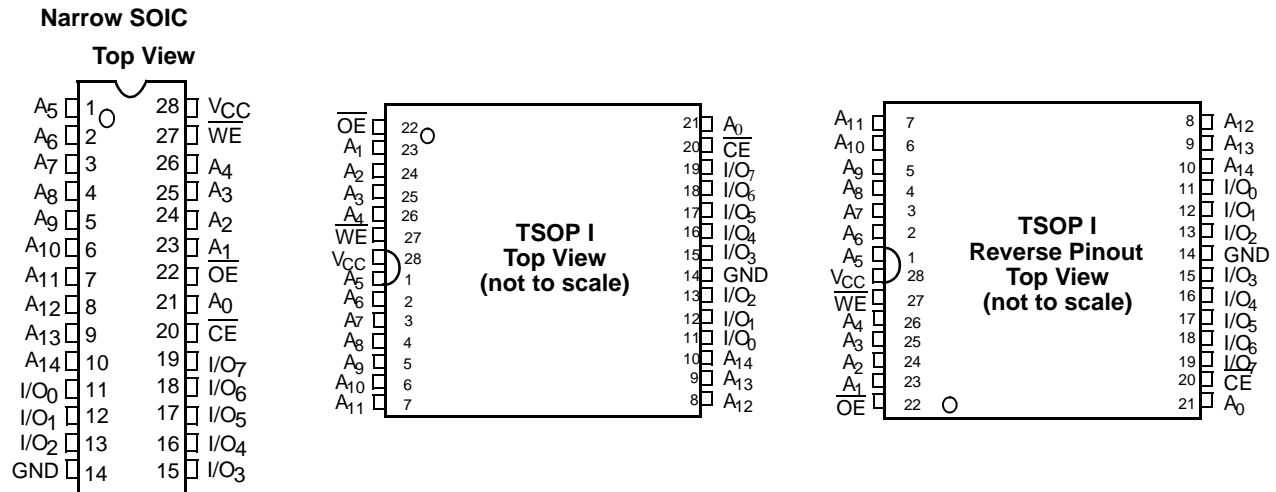 Narrow SOIC
Top View
A5 1 28 VCC
A6 2 27 WE
A7 3 26 A4
A8 4 25 A3
A9 5 24 A2
A10 6 23 A1
A11 7 22 OE
A12 8 21 A0
A13 9 20 CE
A14 10 19 I/O7
I/O0 11 18 I/O6
I/O1 12 17 I/O5
I/O2 13 16 I/O4
GND 14 15 I/O3
OE 22 21 A0
A1 23 20 CE
A2 24 19 I/O7
A3 25 18 I/O6
A4 26 17 I/O5
WE 27 16 I/O4
VCC 28 15 I/O3
A5 1 14 GND
A6 2 13 I/O2
A7 3 12 I/O1
A8 4 11 I/O0
A9 5 10 A14
A10 6 9 A13
A11 7 8 A12
TSOP I
Top View
(not to scale)
A11 7 8 A12
A10 6 9 A13
A9 5 10 A14
A8 4 11 I/O0
A7 3 12 I/O1
A6 2 13 I/O2
A5 1 14 GND
VCC 28 15 I/O3
WE 27 16 I/O4
A4 26 17 I/O5
A3 25 18 I/O6
A2 24 19 I/O7
A1 23 20 CE
OE 22 21 A0
TSOP I
Reverse Pinout
Top View
(not to scale)